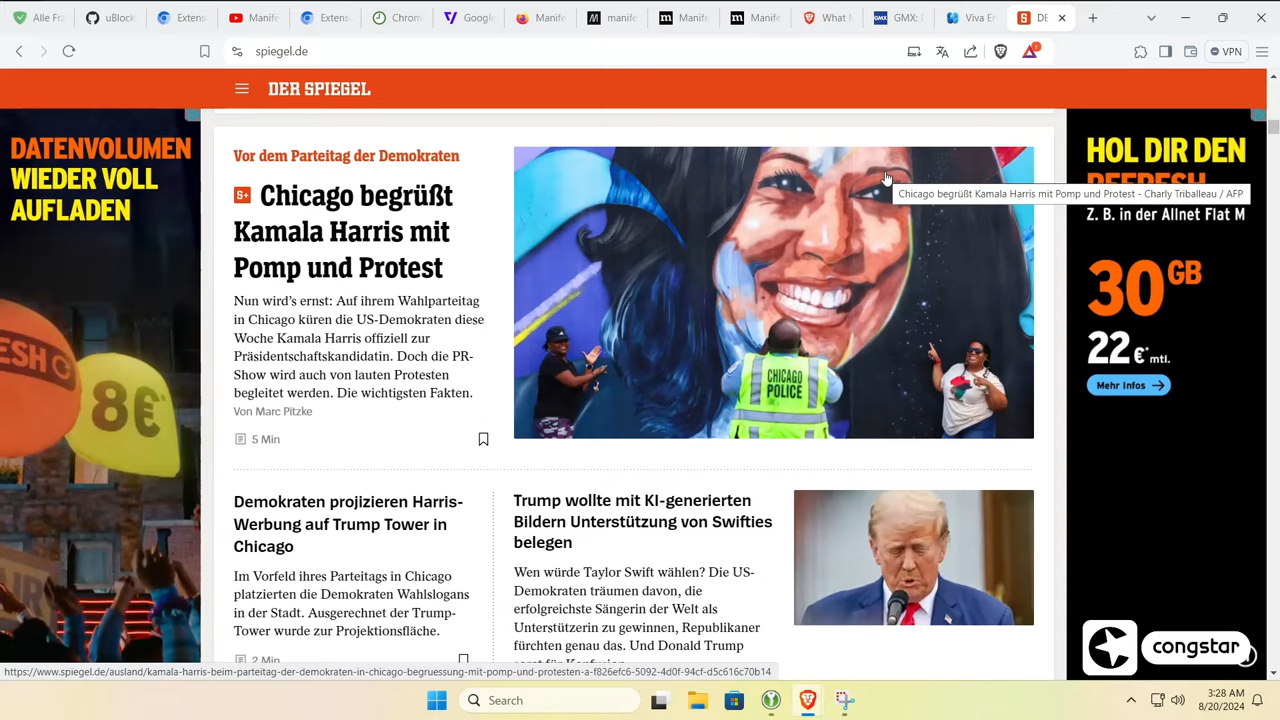 Alle Fra
uBlock
Extens
Manife
Extens
Chrom
Google
Manife
manife
Manife
Manife
What M
GMX: E
Viva En
DE
spiegel.de
VPN
DER SPIEGEL
DATENVOLUMEN
WIEDER VOLL
AUFLADEN
ESH
8€
Vor dem Parteitag der Demokraten
S+ Chicago begrüßt
Kamala Harris mit
Pomp und Protest
Nun wird's ernst: Auf ihrem Wahlparteitag
in Chicago küren die US-Demokraten diese
Woche Kamala Harris offiziell zur
Präsidentschaftskandidatin. Doch die PR-
Show wird auch von lauten Protesten
begleitet werden. Die wichtigsten Fakten.
Von Marc Pitzke
5 Min
CHICAGO
POLICE
Chicago begrüßt Kamala Harris mit Pomp und Protest - Charly Triballeau / AFP
HOL DIR DEN
Z. B. in der Allnet Flat M
30 GB
22 € mtl.
Mehr Infos
congstar
Demokraten projizieren Harris-
Werbung auf Trump Tower in
Chicago
Im Vorfeld ihres Parteitags in Chicago
platzierten die Demokraten Wahlslogans
in der Stadt. Ausgerechnet der Trump-
Tower wurde zur Projektionsfläche.
2 Min
Trump wollte mit KI-generierten
Bildern Unterstützung von Swifties
belegen
Wen würde Taylor Swift wählen? Die US-
Demokraten träumen davon, die
erfolgreichste Sängerin der Welt als
Unterstützerin zu gewinnen, Republikaner
fürchten genau das. Und Donald Trump
https://www.spiegel.de/ausland/kamala-harris-beim-parteitag-der-demokraten-in-chicago-begruessung-mit-pomp-und-protesten-a-f826efc6-5092-4d0f-94cf-d5c616c70b14
Search
3:28 AM
8/20/2024